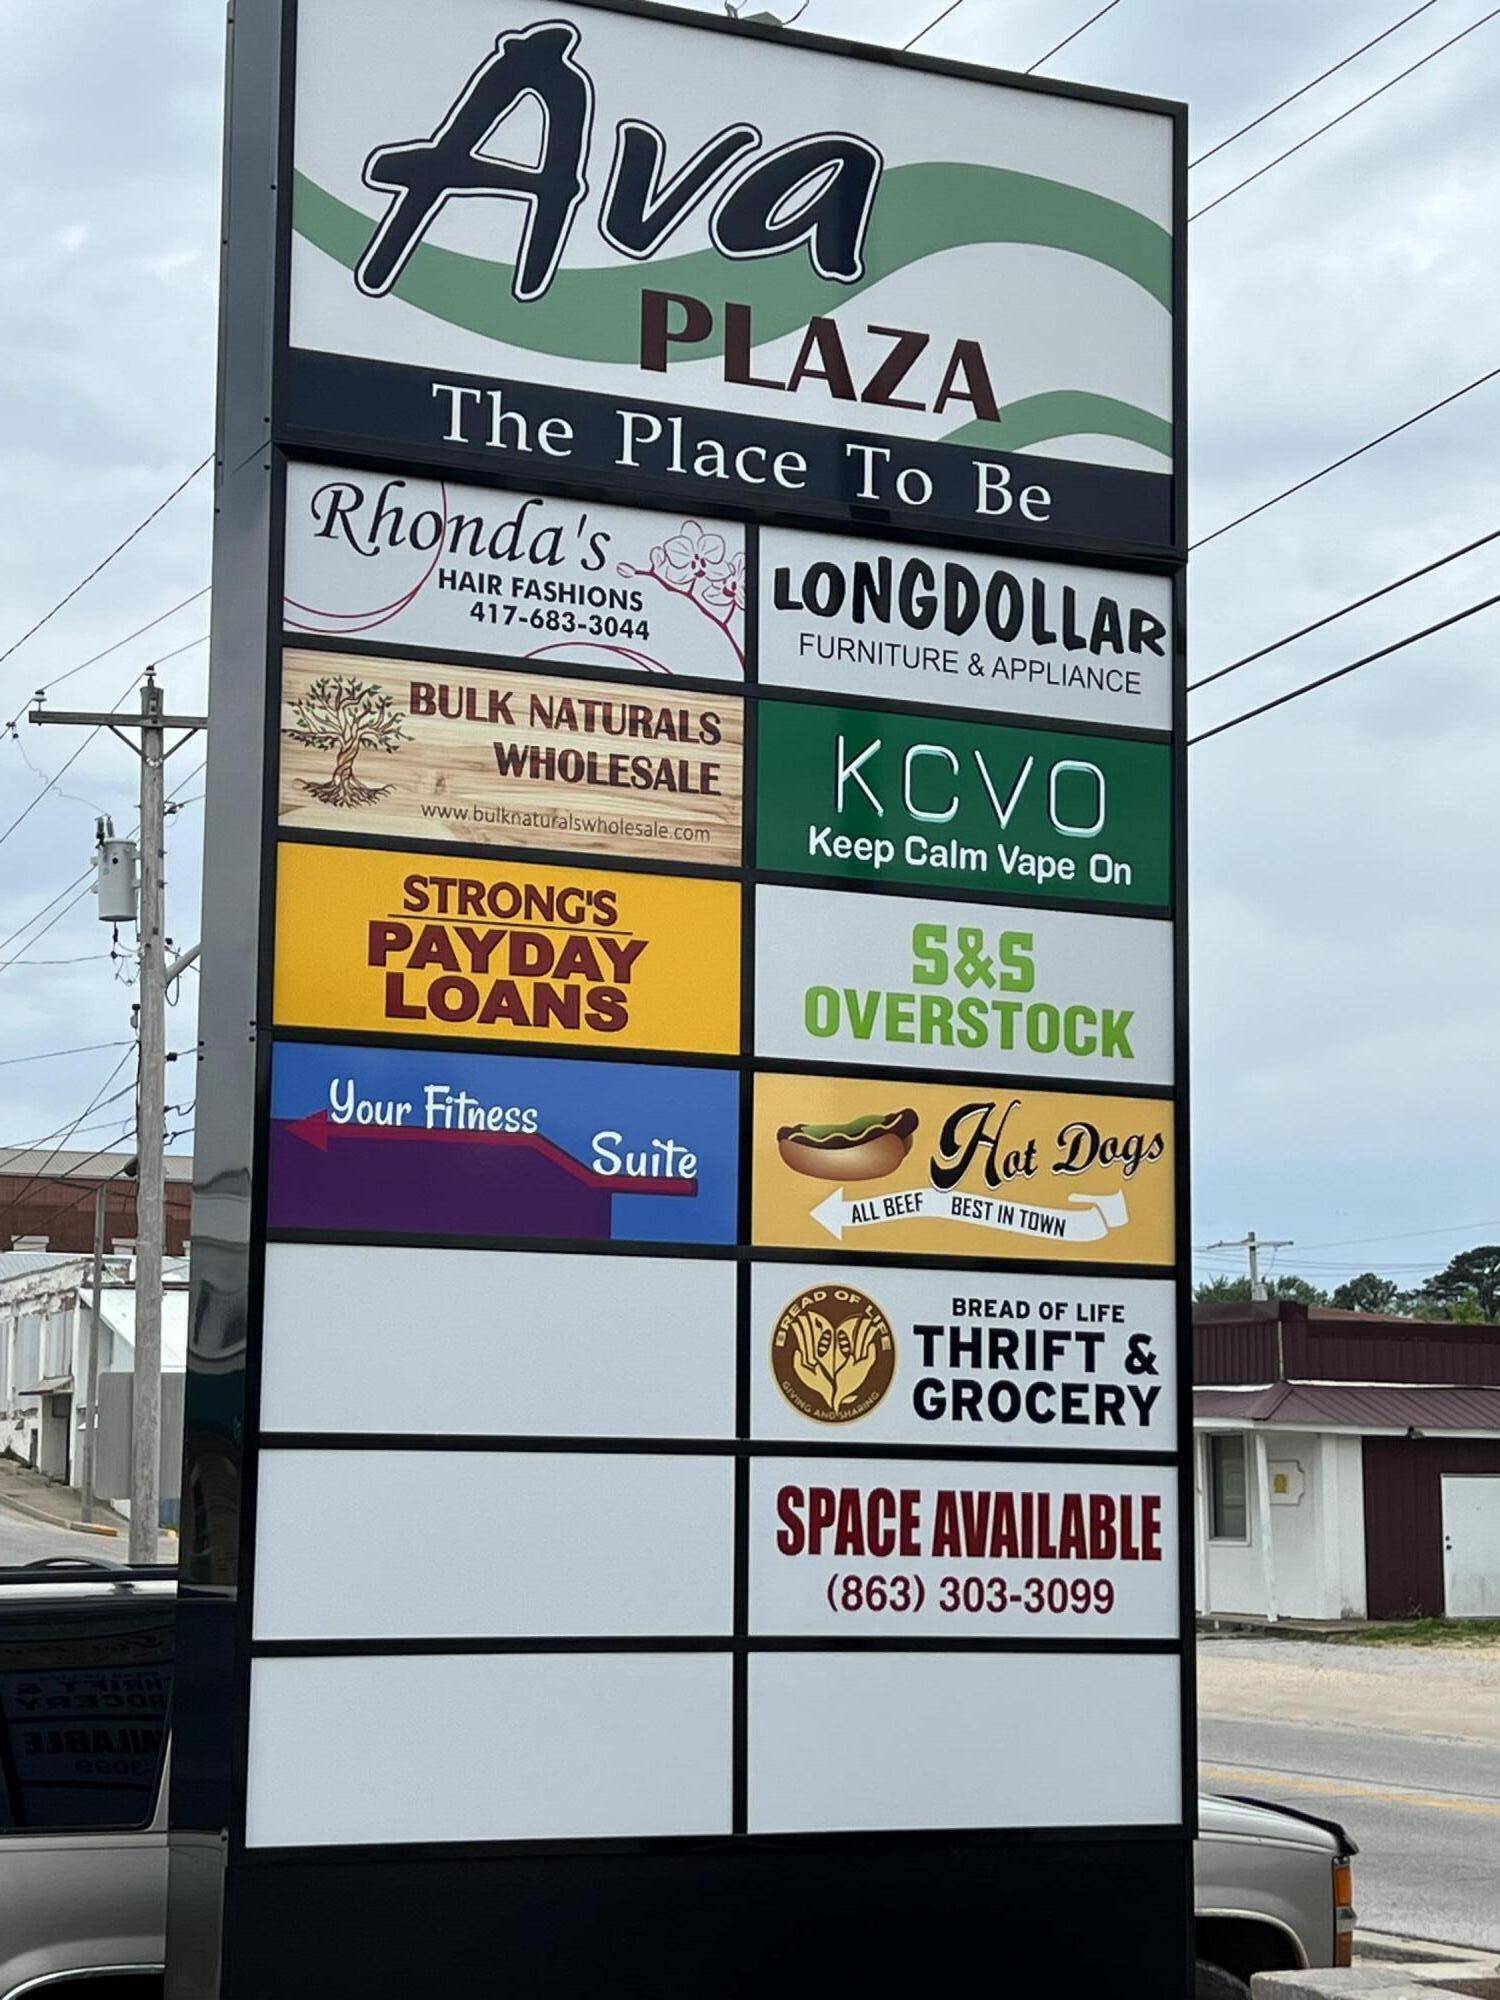 Ava
PLAZA
The Place To Be
Rhonda's
HAIR FASHIONS
417-683-3044
LONGDOLLAR
FURNITURE & APPLIANCE
BULK NATURALS
WHOLESALE
www.bulknaturalswholesale.com
KCVO
Keep Calm Vape On
STRONG'S
PAYDAY
LOANS
S&S
OVERSTOCK
Your Fitness
Suite
Hot Dogs
ALL BEEF BEST IN TOWN
BREAD OF LIFE
GIVING AND SHARING
BREAD OF LIFE
THRIFT &
GROCERY
SPACE AVAILABLE
(863) 303-3099